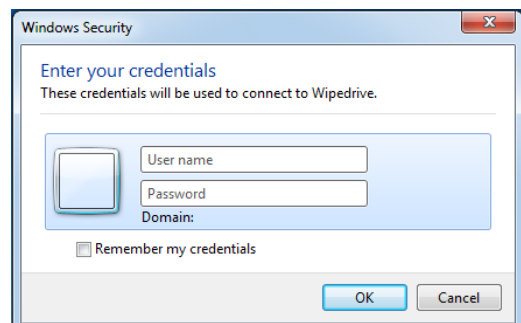 Windows Security
Enter your credentials
These credentials will be used to connect to Wipedrive.
User name
Password
Domain:
Remember my credentials
OK
Cancel